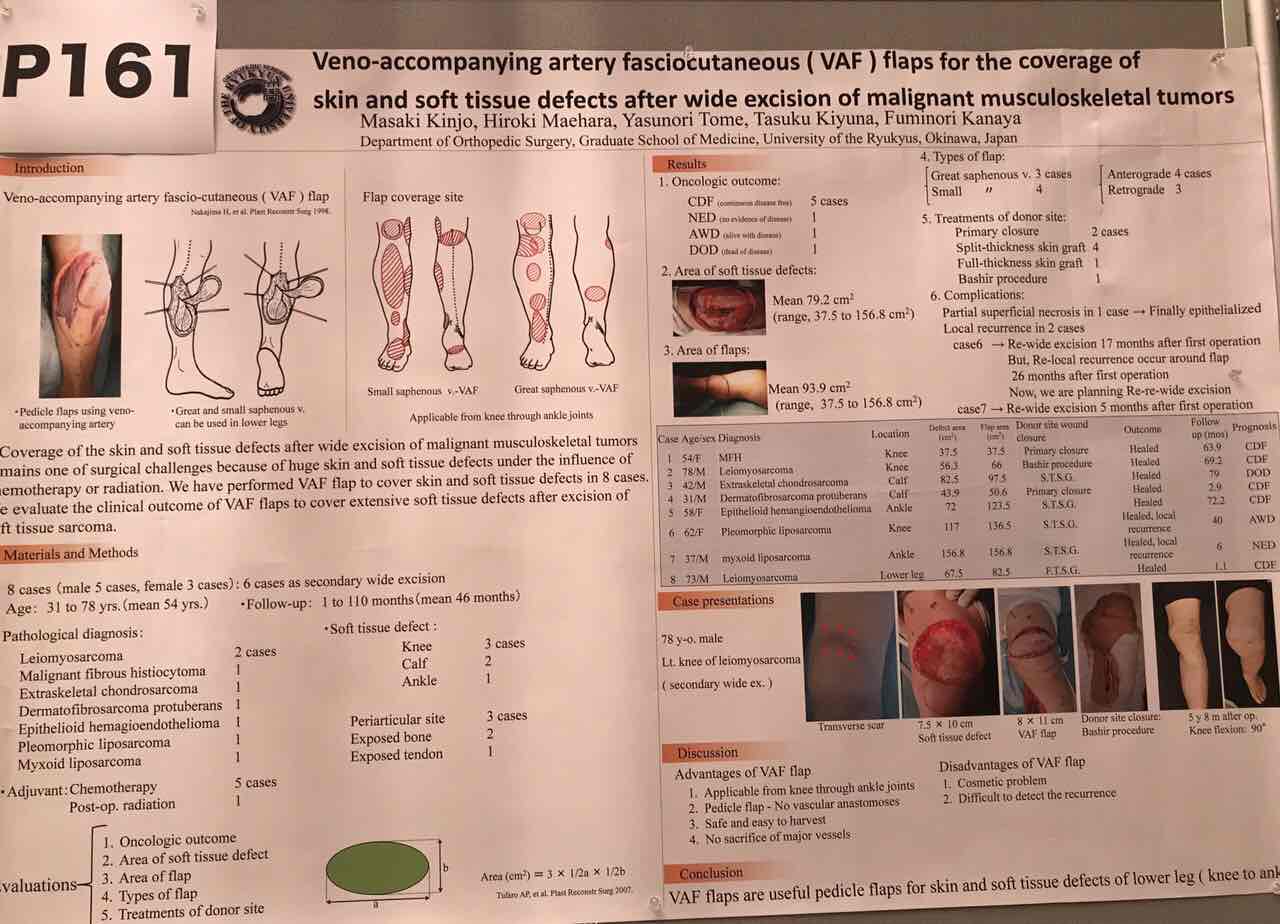 P161
Veno-accompanying artery fasciocutaneous ( VAF ) flaps for the coverage of
skin and soft tissue defects after wide excision of malignant musculoskeletal tumors
Masaki Kinjo, Hiroki Maehara, Yasunori Tome, Tasuku Kiyuna, Fuminori Kanaya
Department of Orthopedic Surgery, Graduate School of Medicine, University of the Ryukyus, Okinawa, Japan
Introduction
Veno-accompanying artery fascio-cutaneous ( VAF ) flap
Nakajima H, et al. Plast Reconstr Surg 1998.
Flap coverage site
・Pedicle flaps using veno-
accompanying artery
・Great and small saphenous v.
can be used in lower legs
Small saphenous v.-VAF
Great saphenous v.-VAF
Applicable from knee through ankle joints
Coverage of the skin and soft tissue defects after wide excision of malignant musculoskeletal tumors
mains one of surgical challenges because of huge skin and soft tissue defects under the influence of
emotherapy or radiation. We have performed VAF flap to cover skin and soft tissue defects in 8 cases.
e evaluate the clinical outcome of VAF flaps to cover extensive soft tissue defects after excision of
ft tissue sarcoma.
Materials and Methods
8 cases (male 5 cases, female 3 cases) : 6 cases as secondary wide excision
Age: 31 to 78 yrs. (mean 54 yrs.) ・Follow-up: 1 to 110 months (mean 46 months)
Pathological diagnosis:
Leiomyosarcoma 2 cases
Malignant fibrous histiocytoma 1
Extraskeletal chondrosarcoma 1
Dermatofibrosarcoma protuberans 1
Epithelioid hemagioendothelioma 1
Pleomorphic liposarcoma 1
Myxoid liposarcoma 1
・Adjuvant: Chemotherapy 5 cases
Post-op. radiation 1
・Soft tissue defect :
Knee 3 cases
Calf 2
Ankle 1
Periarticular site 3 cases
Exposed bone 2
Exposed tendon 1
valuations
1. Oncologic outcome
2. Area of soft tissue defect
3. Area of flap
4. Types of flap
5. Treatments of donor site
b
a
Area (cm²) = 3 × 1/2a × 1/2b
Tufaro AP, et al. Plast Reconstr Surg 2007.
Results
1. Oncologic outcome:
CDF (continuous disease free) 5 cases
NED (no evidence of disease) 1
AWD (alive with disease) 1
DOD (dead of disease) 1
2. Area of soft tissue defects:
Mean 79.2 cm²
(range, 37.5 to 156.8 cm²)
3. Area of flaps:
Mean 93.9 cm²
(range, 37.5 to 156.8 cm²)
4. Types of flap:
Great saphenous v. 3 cases
Small 〃 4
Anterograde 4 cases
Retrograde 3
5. Treatments of donor site:
Primary closure 2 cases
Split-thickness skin graft 4
Full-thickness skin graft 1
Bashir procedure 1
6. Complications:
Partial superficial necrosis in 1 case → Finally epithelialized
Local recurrence in 2 cases
case6 → Re-wide excision 17 months after first operation
But, Re-local recurrence occur around flap
26 months after first operation
Now, we are planning Re-re-wide excision
case7 → Re-wide excision 5 months after first operation
Case Age/sex Diagnosis Location Defect area (cm²) Flap area (cm²) Donor site wound closure Outcome Follow up (mos) Prognosis
1 54/F MFH Knee 37.5 37.5 Primary closure Healed 63.9 CDF
2 78/M Leiomyosarcoma Knee 56.3 66 Bashir procedure Healed 69.2 CDF
3 42/M Extraskeletal chondrosarcoma Calf 82.5 97.5 S.T.S.G. Healed 79 DOD
4 31/M Dermatofibrosarcoma protuberans Calf 43.9 50.6 Primary closure Healed 2.9 CDF
5 58/F Epithelioid hemangioendothelioma Ankle 72 123.5 S.T.S.G. Healed 72.2 CDF
6 62/F Pleomorphic liposarcoma Knee 117 136.5 S.T.S.G. Healed, local recurrence 40 AWD
7 37/M myxoid liposarcoma Ankle 156.8 156.8 S.T.S.G. Healed, local recurrence 6 NED
8 73/M Leiomyosarcoma Lower leg 67.5 82.5 F.T.S.G. Healed 1.1 CDF
Case presentations
78 y-o. male
Lt. knee of leiomyosarcoma
( secondary wide ex. )
Transverse scar
7.5 × 10 cm
Soft tissue defect
8 × 11 cm
VAF flap
Donor site closure:
Bashir procedure
5 y 8 m after op.
Knee flexion: 90°
Discussion
Advantages of VAF flap
1. Applicable from knee through ankle joints
2. Pedicle flap - No vascular anastomoses
3. Safe and easy to harvest
4. No sacrifice of major vessels
Disadvantages of VAF flap
1. Cosmetic problem
2. Difficult to detect the recurrence
Conclusion
VAF flaps are useful pedicle flaps for skin and soft tissue defects of lower leg ( knee to ank